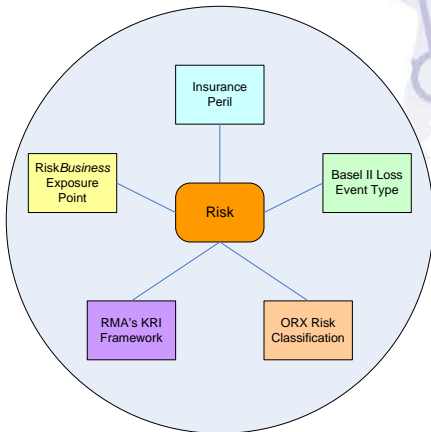 Insurance
Peril
RiskBusiness
Exposure
Point
Basel II Loss
Event Type
Risk
RMA's KRI
Framework
ORX Risk
Classification